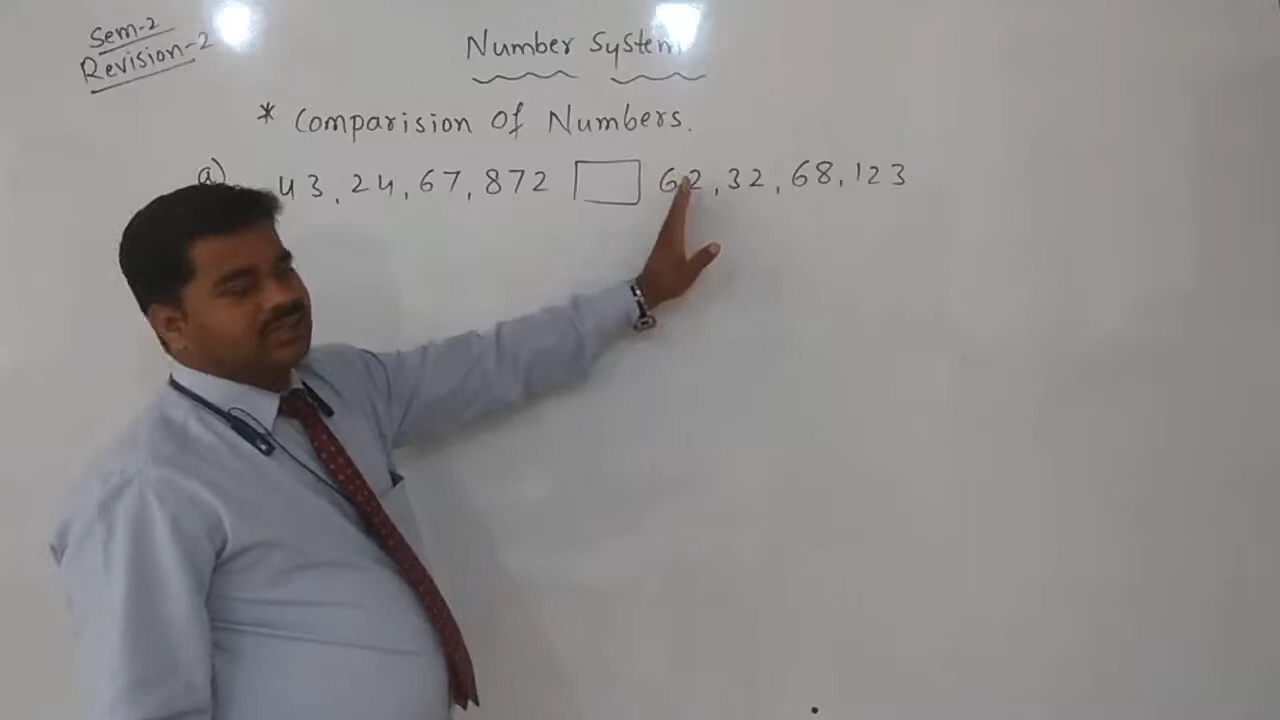 Sem-2
Revision-2
Number System
* Comparision Of Numbers.
a) 43,24,67,872 62,32,68,123